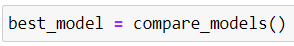 best_model = compare_models()